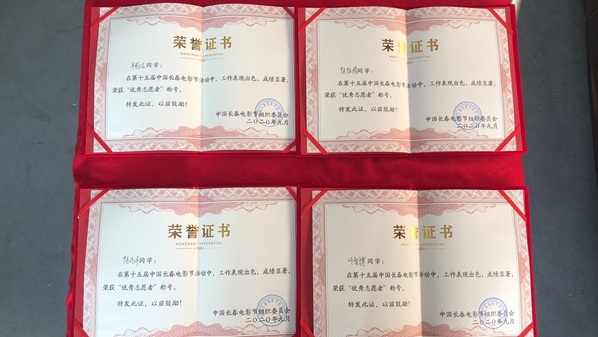 荣誉证书
同学：
在第十五届中国长春电影节活动中，工作表现出色，成绩显著，
荣获“优秀志愿者”称号。
特发此证，以兹鼓励！
中国长春电影节组织委员会
二〇二〇年九月
荣誉证书
同学：
在第十五届中国长春电影节活动中，工作表现出色，成绩显著，
荣获“优秀志愿者”称号。
特发此证，以兹鼓励！
中国长春电影节组织委员会
二〇二〇年九月
荣誉证书
同学：
在第十五届中国长春电影节活动中，工作表现出色，成绩显著，
荣获“优秀志愿者”称号。
特发此证，以兹鼓励！
中国长春电影节组织委员会
二〇二〇年九月
荣誉证书
同学：
在第十五届中国长春电影节活动中，工作表现出色，成绩显著，
荣获“优秀志愿者”称号。
特发此证，以兹鼓励！
中国长春电影节组织委员会
二〇二〇年九月